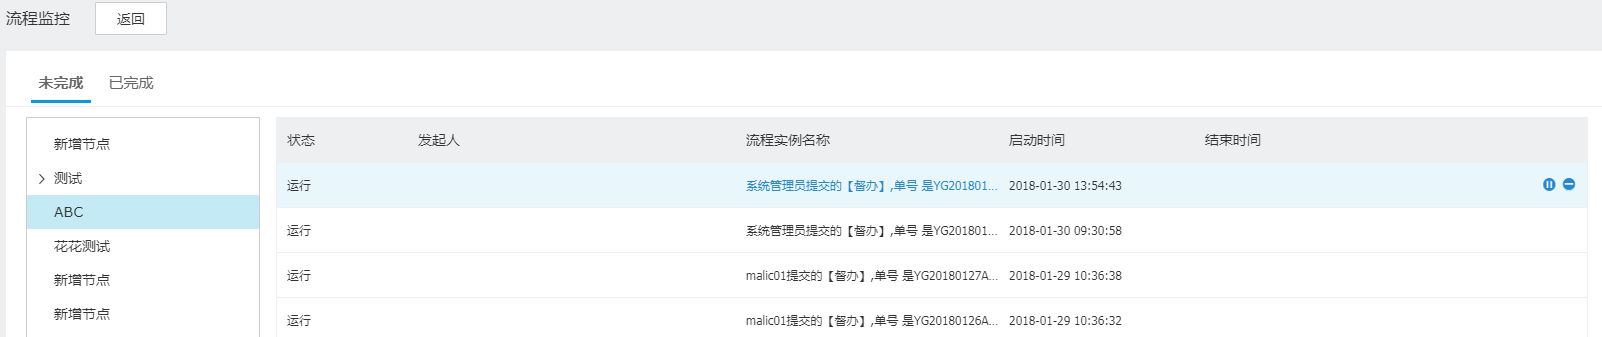 流程监控 返回
未完成 已完成
新增节点
测试
ABC
花花测试
新增节点
新增节点
状态 发起人 流程实例名称 启动时间 结束时间
运行 系统管理员提交的【督办】,单号 是YG201801... 2018-01-30 13:54:43
运行 系统管理员提交的【督办】,单号 是YG201801... 2018-01-30 09:30:58
运行 malic01提交的【督办】,单号 是YG20180127A... 2018-01-29 10:36:38
运行 malic01提交的【督办】,单号 是YG20180126A... 2018-01-29 10:36:32